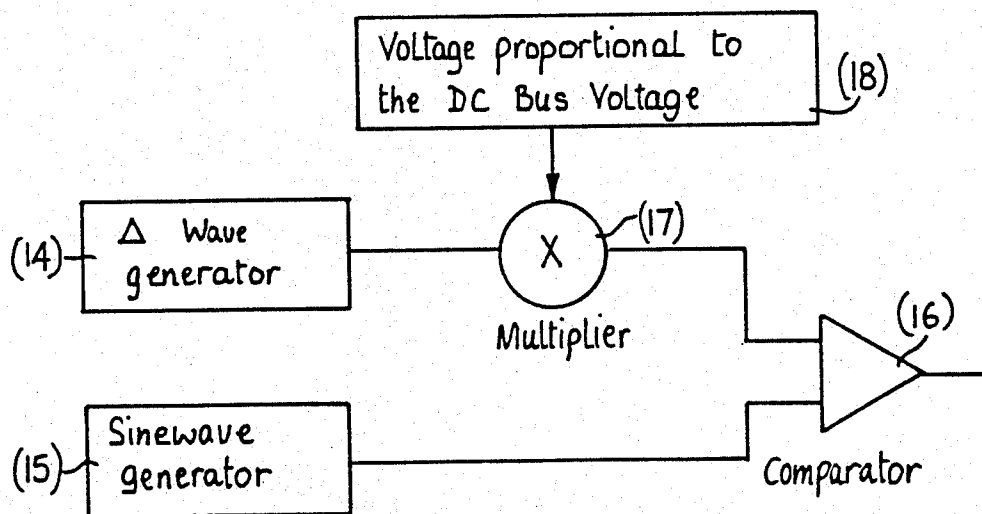 Voltage proportional to
the DC Bus Voltage
(18)
Δ Wave
generator
(14)
X
(17)
Multiplier
(16)
Sinewave
generator
(15)
Comparator